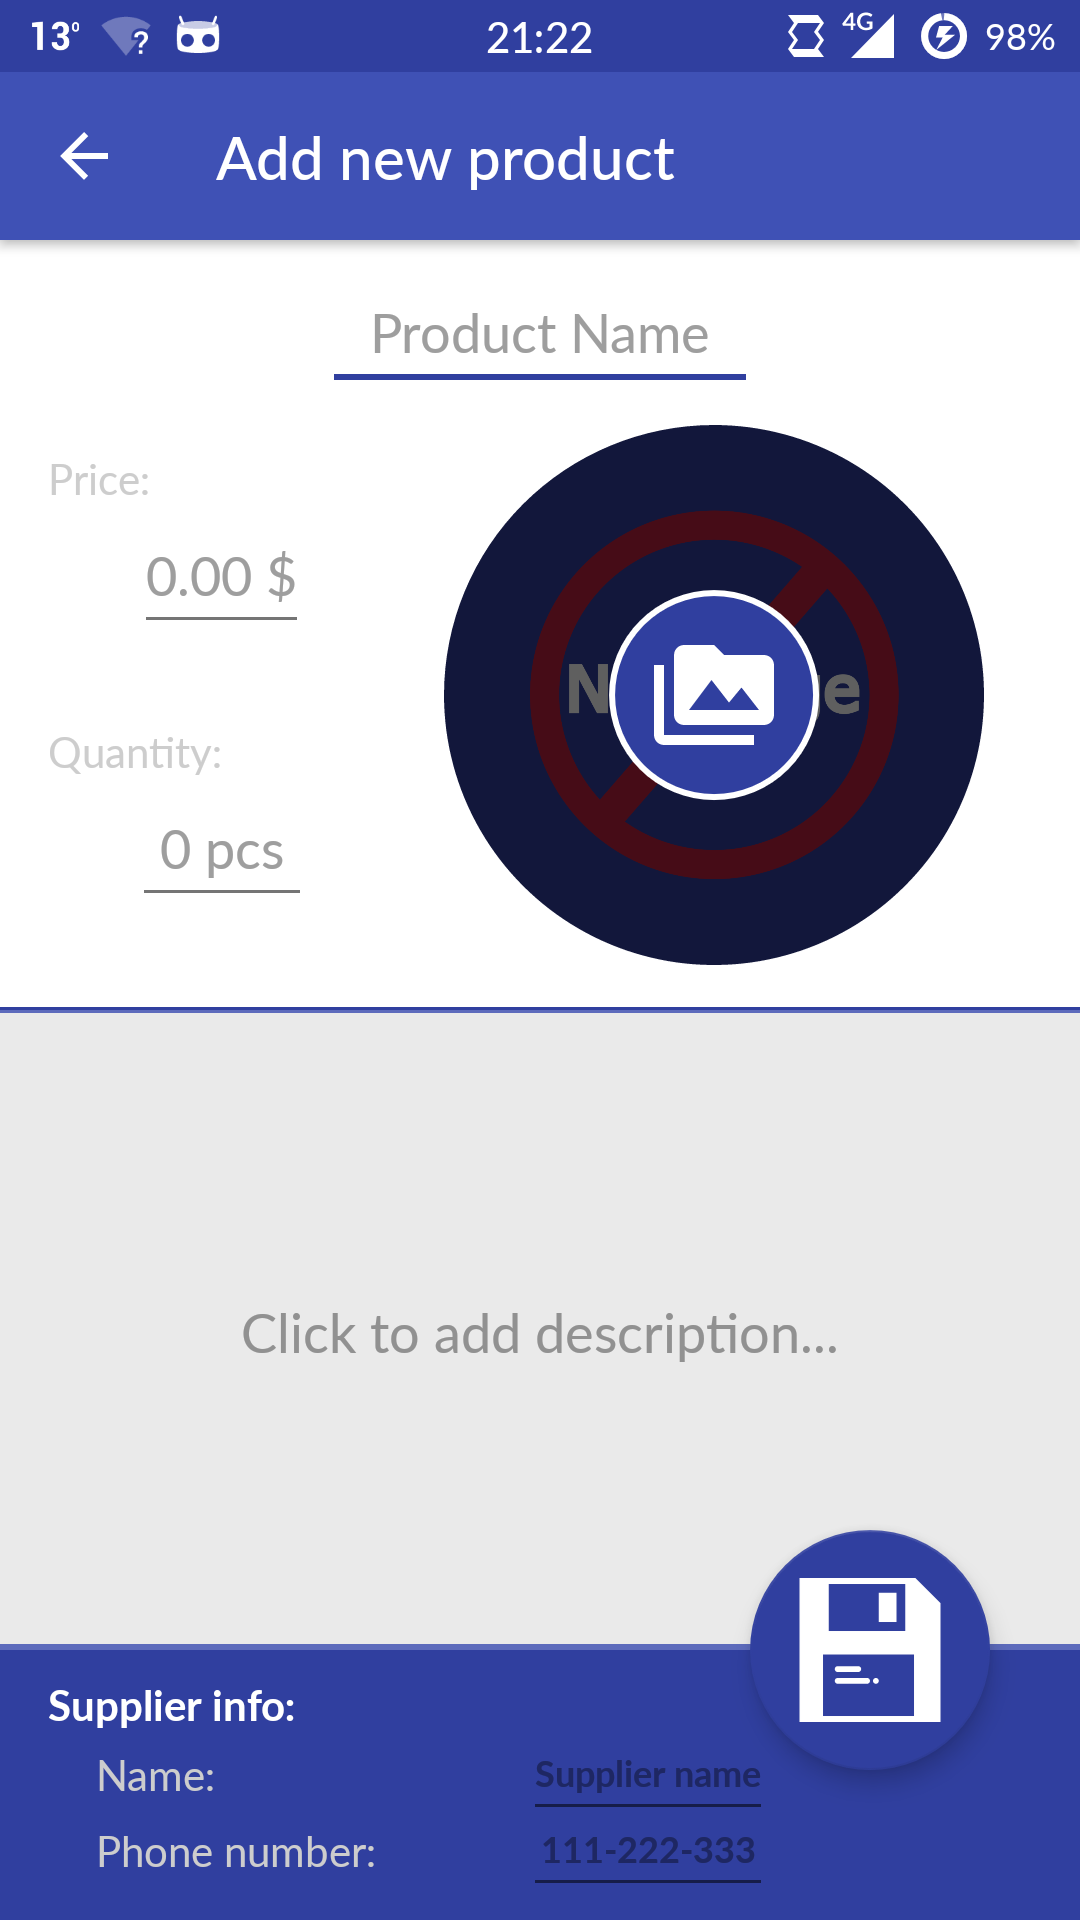 13° ? 21:22 4G 98%
Add new product
Product Name
Price:
0.00 $
N e
Quantity:
0 pcs
Click to add description...
Supplier info:
Name: Supplier name
Phone number: 111-222-333